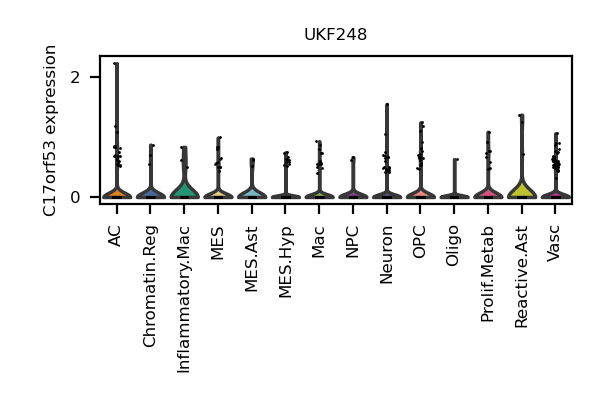 UKF248
C17orf53 expression
2
0
AC
Chromatin.Reg
Inflammatory.Mac
MES
MES.Ast
MES.Hyp
Mac
NPC
Neuron
OPC
Oligo
Prolif.Metab
Reactive.Ast
Vasc